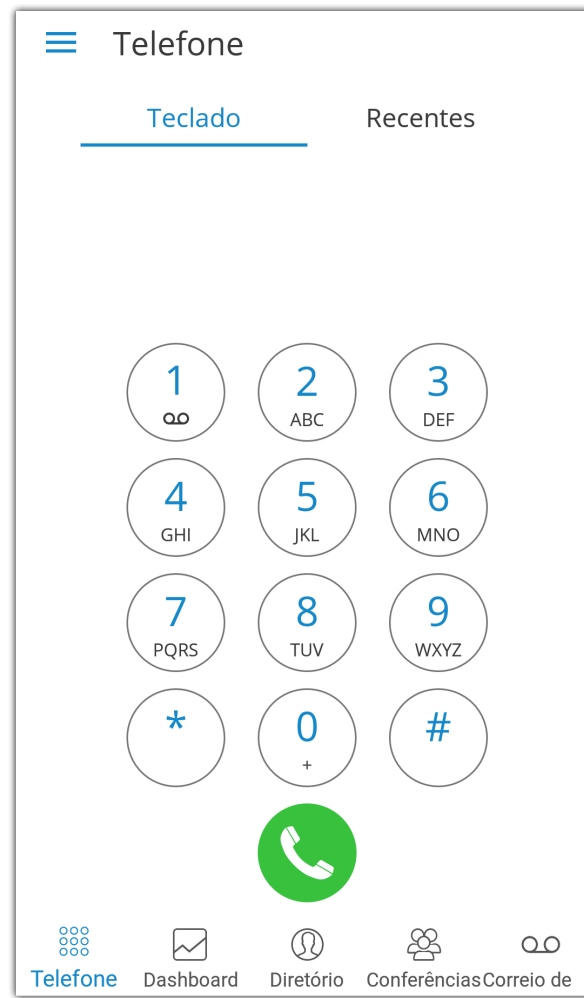 Telefone
Teclado Recentes
1 2 3
ABC DEF
4 5 6
GHI JKL MNO
7 8 9
PQRS TUV WXYZ
* 0 #
+
Telefone Dashboard Diretório Conferências Correio de